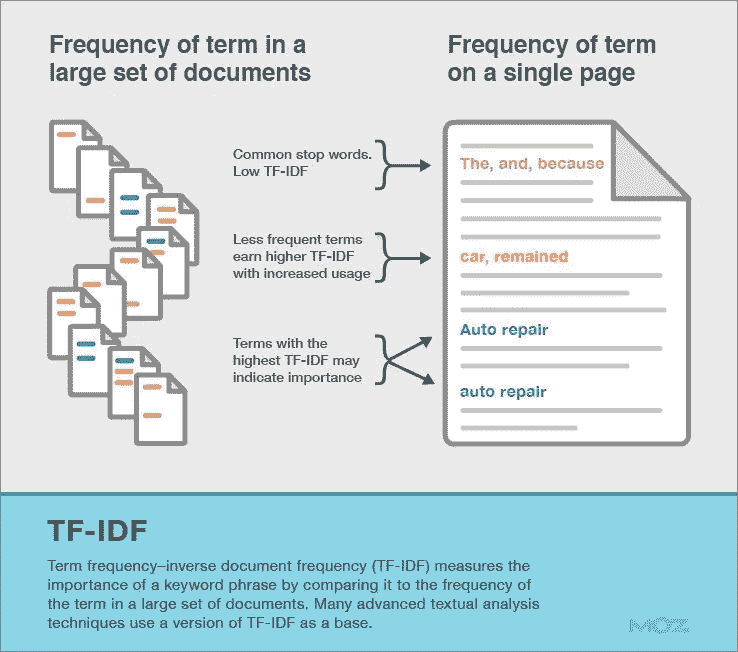 Frequency of term in a
large set of documents
Frequency of term
on a single page
Common stop words.
Low TF-IDF
The, and, because
Less frequent terms
earn higher TF-IDF
with increased usage
car, remained
Terms with the
highest TF-IDF may
indicate importance
Auto repair
auto repair
TF-IDF
Term frequency–inverse document frequency (TF-IDF) measures the
importance of a keyword phrase by comparing it to the frequency of
the term in a large set of documents. Many advanced textual analysis
techniques use a version of TF-IDF as a base.
MOZ